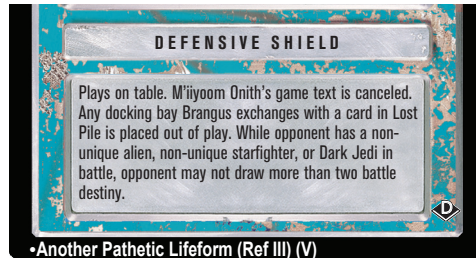 DEFENSIVE SHIELD
Plays on table. M'iiyoom Onith's game text is canceled.
Any docking bay Brangus exchanges with a card in Lost
Pile is placed out of play. While opponent has a non-
unique alien, non-unique starfighter, or Dark Jedi in
battle, opponent may not draw more than two battle
destiny.
D
•Another Pathetic Lifeform (Ref III) (V)